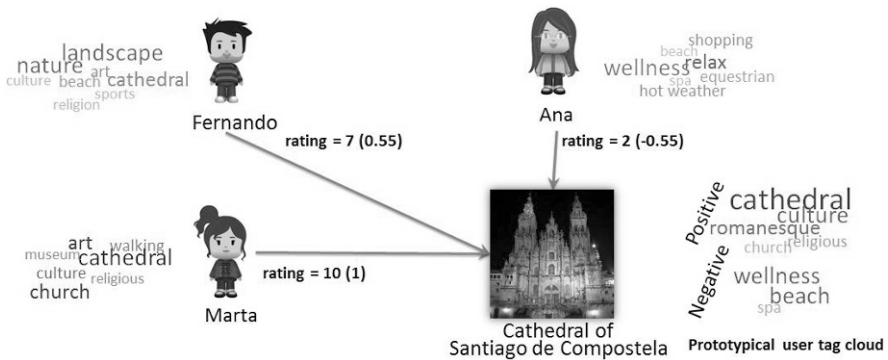 landscape
nature art
culture beach cathedral
sports
religion
Fernando
rating = 7 (0.55)
shopping
beach
wellness relax
spa equestrian
hot weather
Ana
rating = 2 (-0.55)
art walking
museum cathedral
culture religious
church
Marta
rating = 10 (1)
Cathedral of
Santiago de Compostela
Positive
cathedral
culture
romanesque
church religious
Negative
wellness
beach
spa
Prototypical user tag cloud